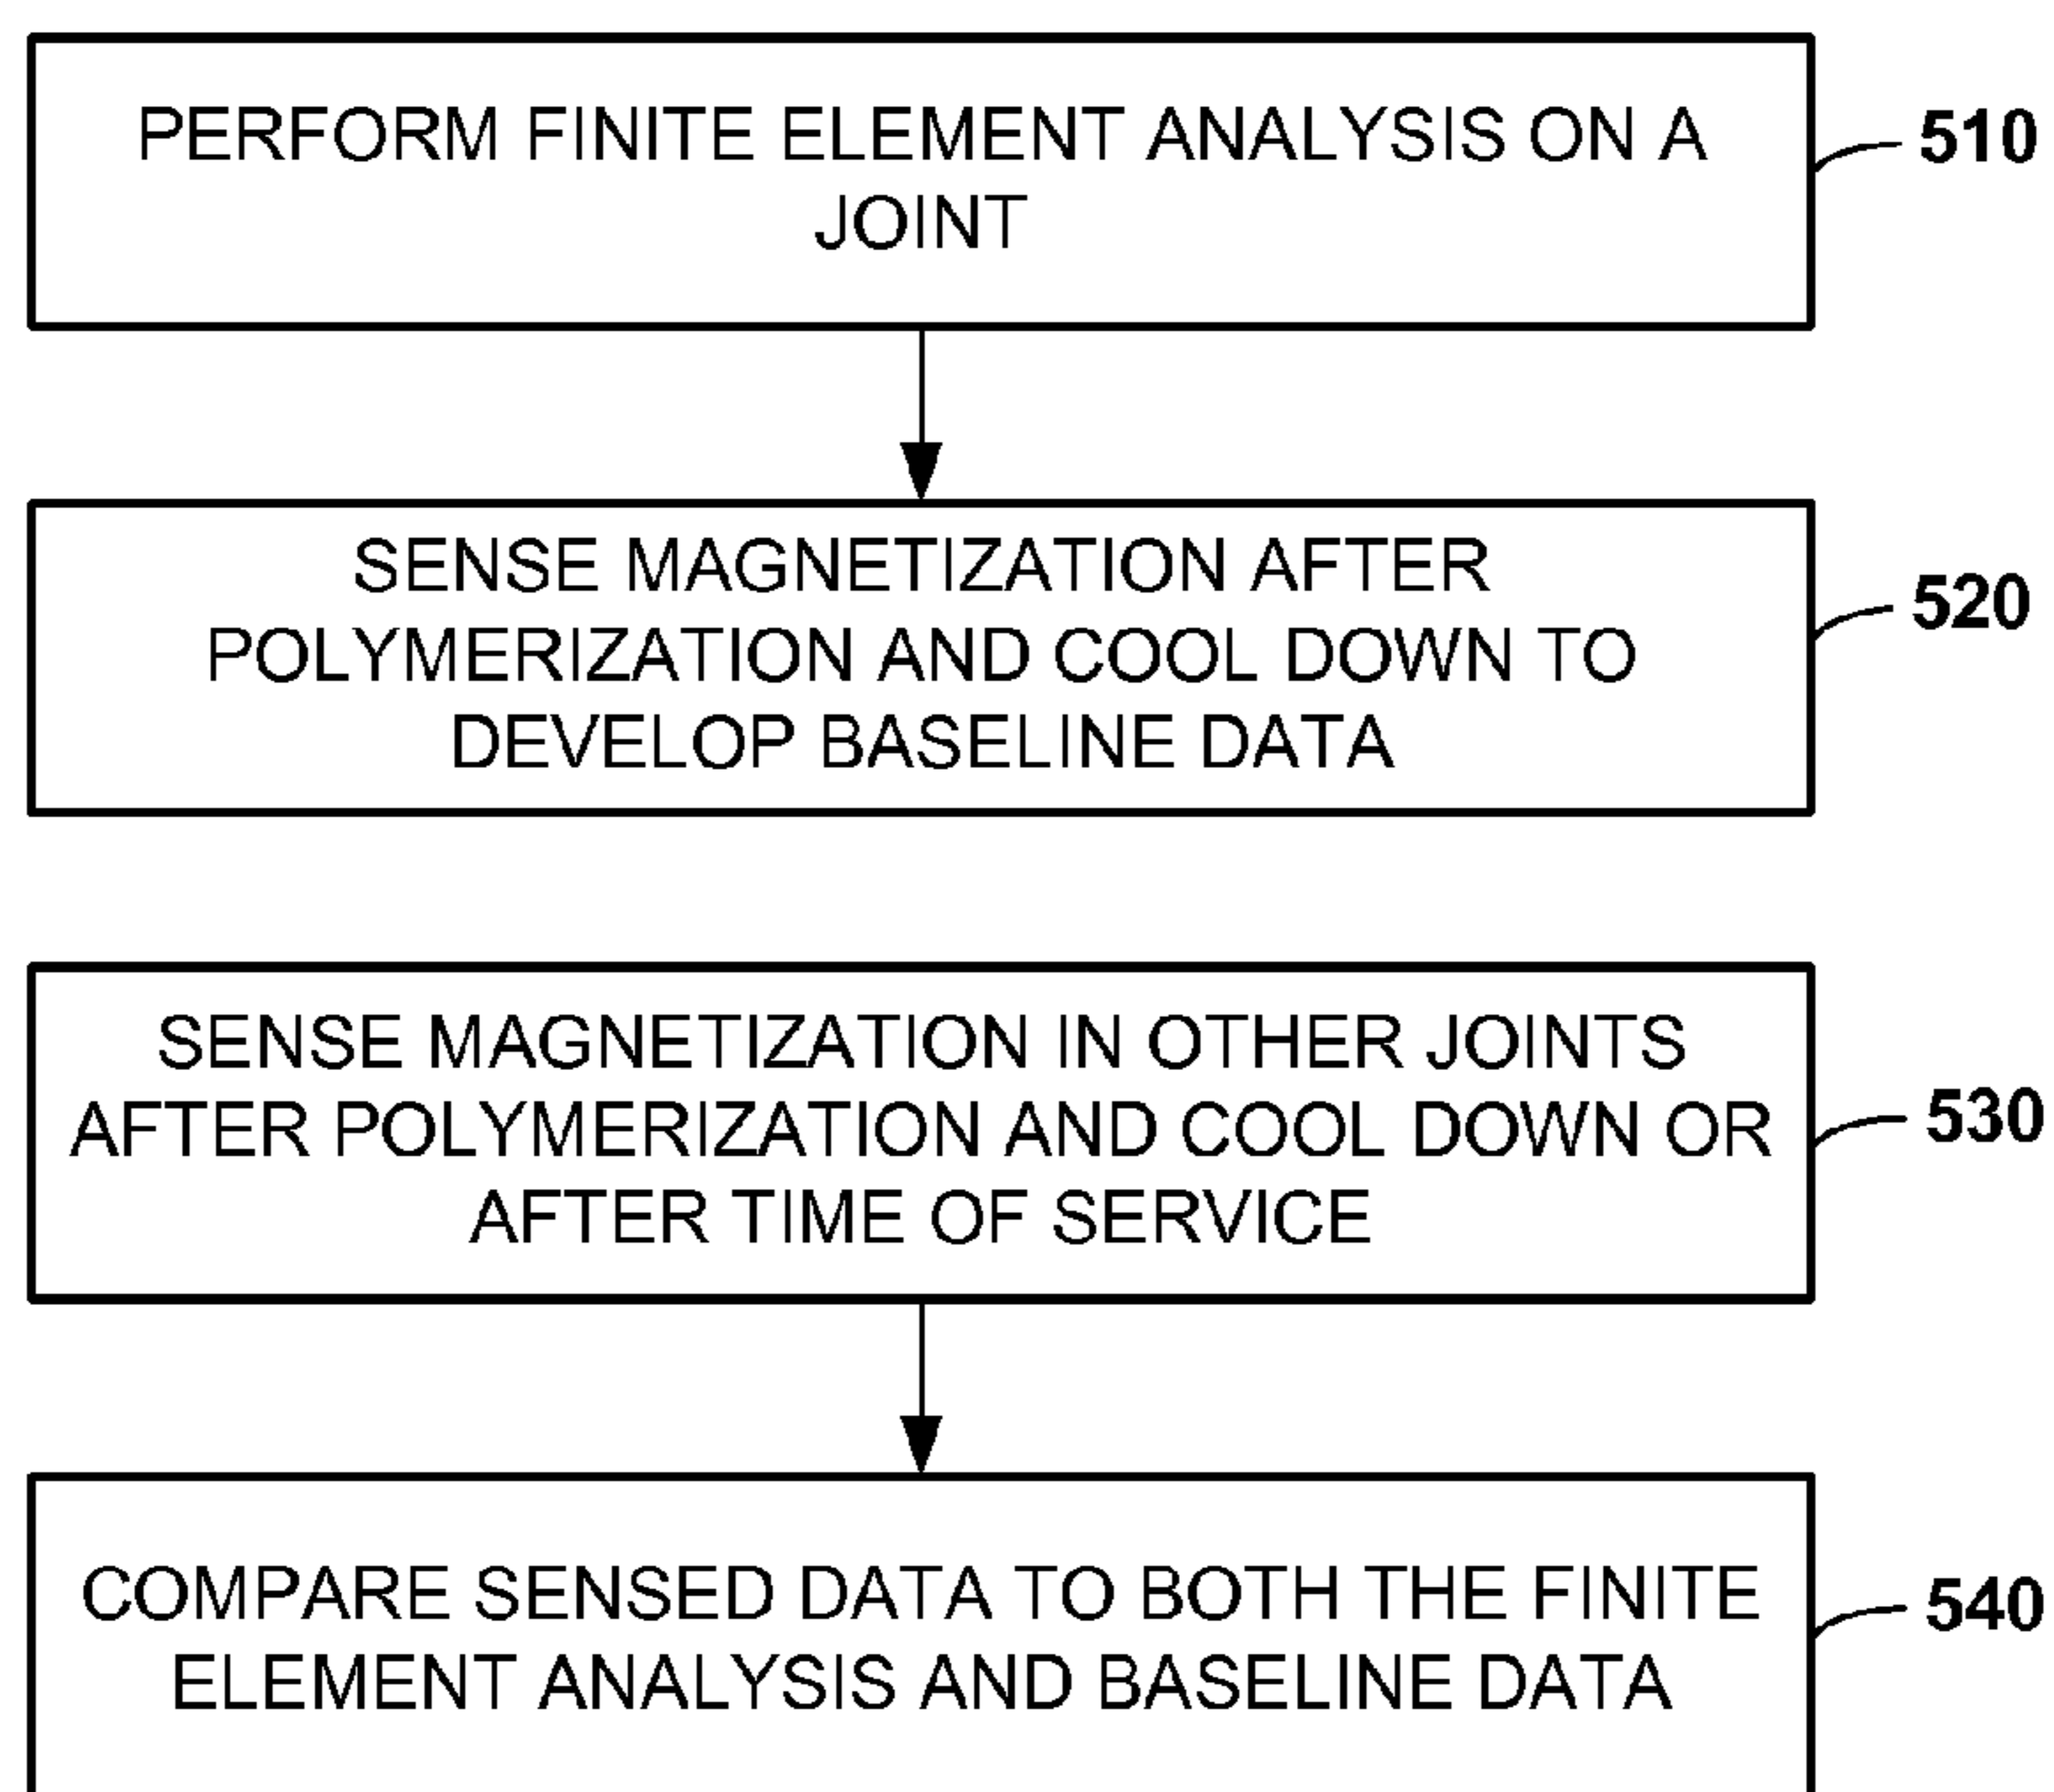 PERFORM FINITE ELEMENT ANALYSIS ON A
JOINT
510
SENSE MAGNETIZATION AFTER
POLYMERIZATION AND COOL DOWN TO
DEVELOP BASELINE DATA
520
SENSE MAGNETIZATION IN OTHER JOINTS
AFTER POLYMERIZATION AND COOL DOWN OR
AFTER TIME OF SERVICE
530
COMPARE SENSED DATA TO BOTH THE FINITE
ELEMENT ANALYSIS AND BASELINE DATA
540